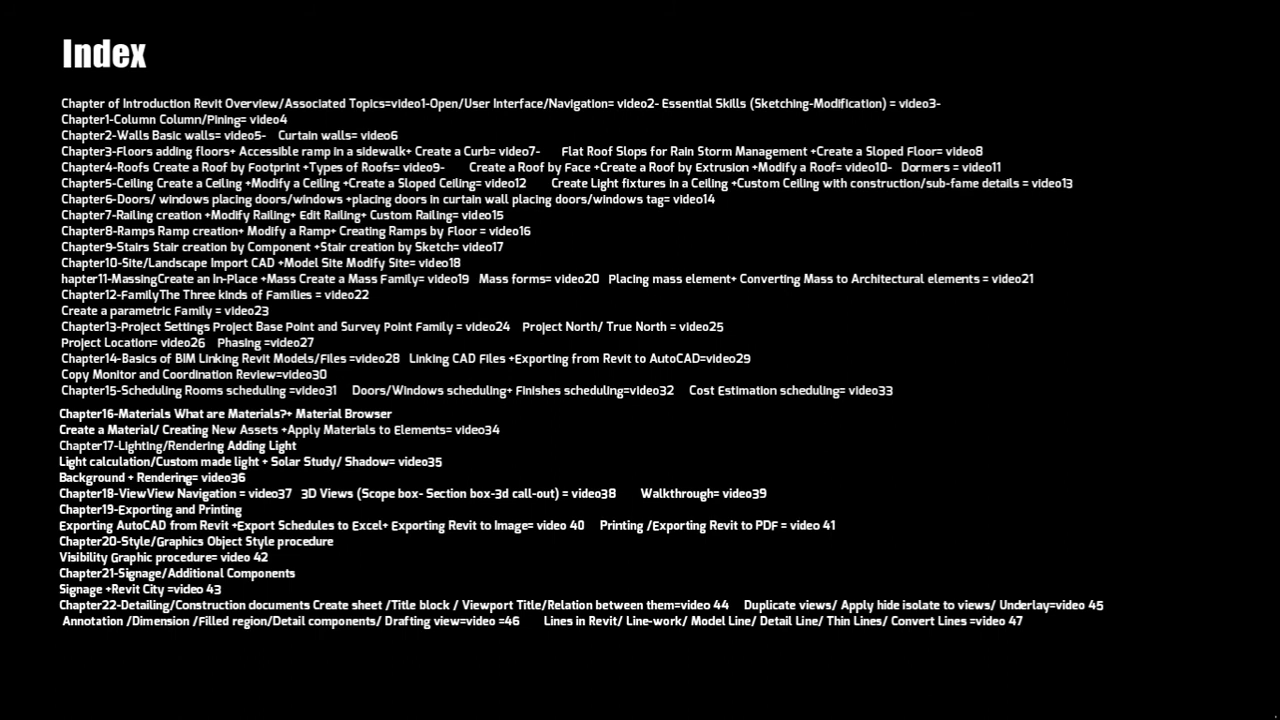 Index
Chapter of Introduction Revit Overview/Associated Topics=video1-Open/User Interface/Navigation= video2- Essential Skills (Sketching-Modification) = video3-
Chapter1-Column Column/Pining= video4
Chapter2-Walls Basic walls= video5- Curtain walls= video6
Chapter3-Floors adding floors+ Accessible ramp in a sidewalk+ Create a Curb= video7- Flat Roof Slops for Rain Storm Management +Create a Sloped Floor= video8
Chapter4-Roofs Create a Roof by Footprint +Types of Roofs= video9- Create a Roof by Face +Create a Roof by Extrusion +Modify a Roof= video10- Dormers = video11
Chapter5-Ceiling Create a Ceiling +Modify a Ceiling +Create a Sloped Ceiling= video12 Create Light fixtures in a Ceiling +Custom Ceiling with construction/sub-fame details = video13
Chapter6-Doors/ windows placing doors/windows +placing doors in curtain wall placing doors/windows tag= video14
Chapter7-Railing creation +Modify Railing+ Edit Railing+ Custom Railing= video15
Chapter8-Ramps Ramp creation+ Modify a Ramp+ Creating Ramps by Floor = video16
Chapter9-Stairs Stair creation by Component +Stair creation by Sketch= video17
Chapter10-Site/Landscape Import CAD +Model Site Modify Site= video18
hapter11-MassingCreate an In-Place +Mass Create a Mass Family= video19 Mass forms= video20 Placing mass element+ Converting Mass to Architectural elements = video21
Chapter12-FamilyThe Three kinds of Families = video22
Create a parametric Family = video23
Chapter13-Project Settings Project Base Point and Survey Point Family = video24 Project North/ True North = video25
Project Location= video26 Phasing =video27
Chapter14-Basics of BIM Linking Revit Models/Files =video28 Linking CAD Files +Exporting from Revit to AutoCAD=video29
Copy Monitor and Coordination Review=video30
Chapter15-Scheduling Rooms scheduling =video31 Doors/Windows scheduling+ Finishes scheduling=video32 Cost Estimation scheduling= video33
Chapter16-Materials What are Materials?+ Material Browser
Create a Material/ Creating New Assets +Apply Materials to Elements= video34
Chapter17-Lighting/Rendering Adding Light
Light calculation/Custom made light + Solar Study/ Shadow= video35
Background + Rendering= video36
Chapter18-ViewView Navigation = video37 3D Views (Scope box- Section box-3d call-out) = video38 Walkthrough= video39
Chapter19-Exporting and Printing
Exporting AutoCAD from Revit +Export Schedules to Excel+ Exporting Revit to Image= video 40 Printing /Exporting Revit to PDF = video 41
Chapter20-Style/Graphics Object Style procedure
Visibility Graphic procedure= video 42
Chapter21-Signage/Additional Components
Signage +Revit City =video 43
Chapter22-Detailing/Construction documents Create sheet /Title block / Viewport Title/Relation between them=video 44 Duplicate views/ Apply hide isolate to views/ Underlay=video 45
Annotation /Dimension /Filled region/Detail components/ Drafting view=video =46 Lines in Revit/ Line-work/ Model Line/ Detail Line/ Thin Lines/ Convert Lines =video 47